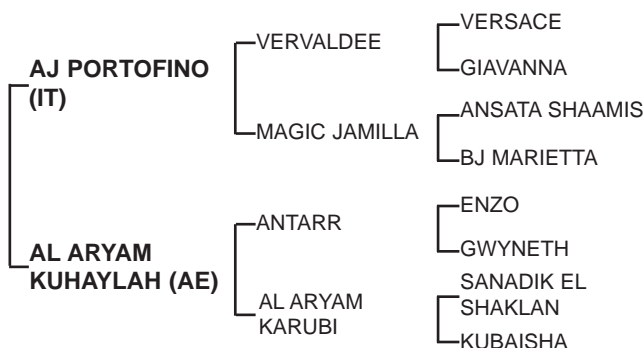 VERSACE
VERVALDEE
GIAVANNA
AJ PORTOFINO
(IT)
ANSATA SHAAMIS
MAGIC JAMILLA
BJ MARIETTA
ENZO
ANTARR
GWYNETH
AL ARYAM
KUHAYLAH (AE)
SANADIK EL
SHAKLAN
AL ARYAM
KARUBI
KUBAISHA